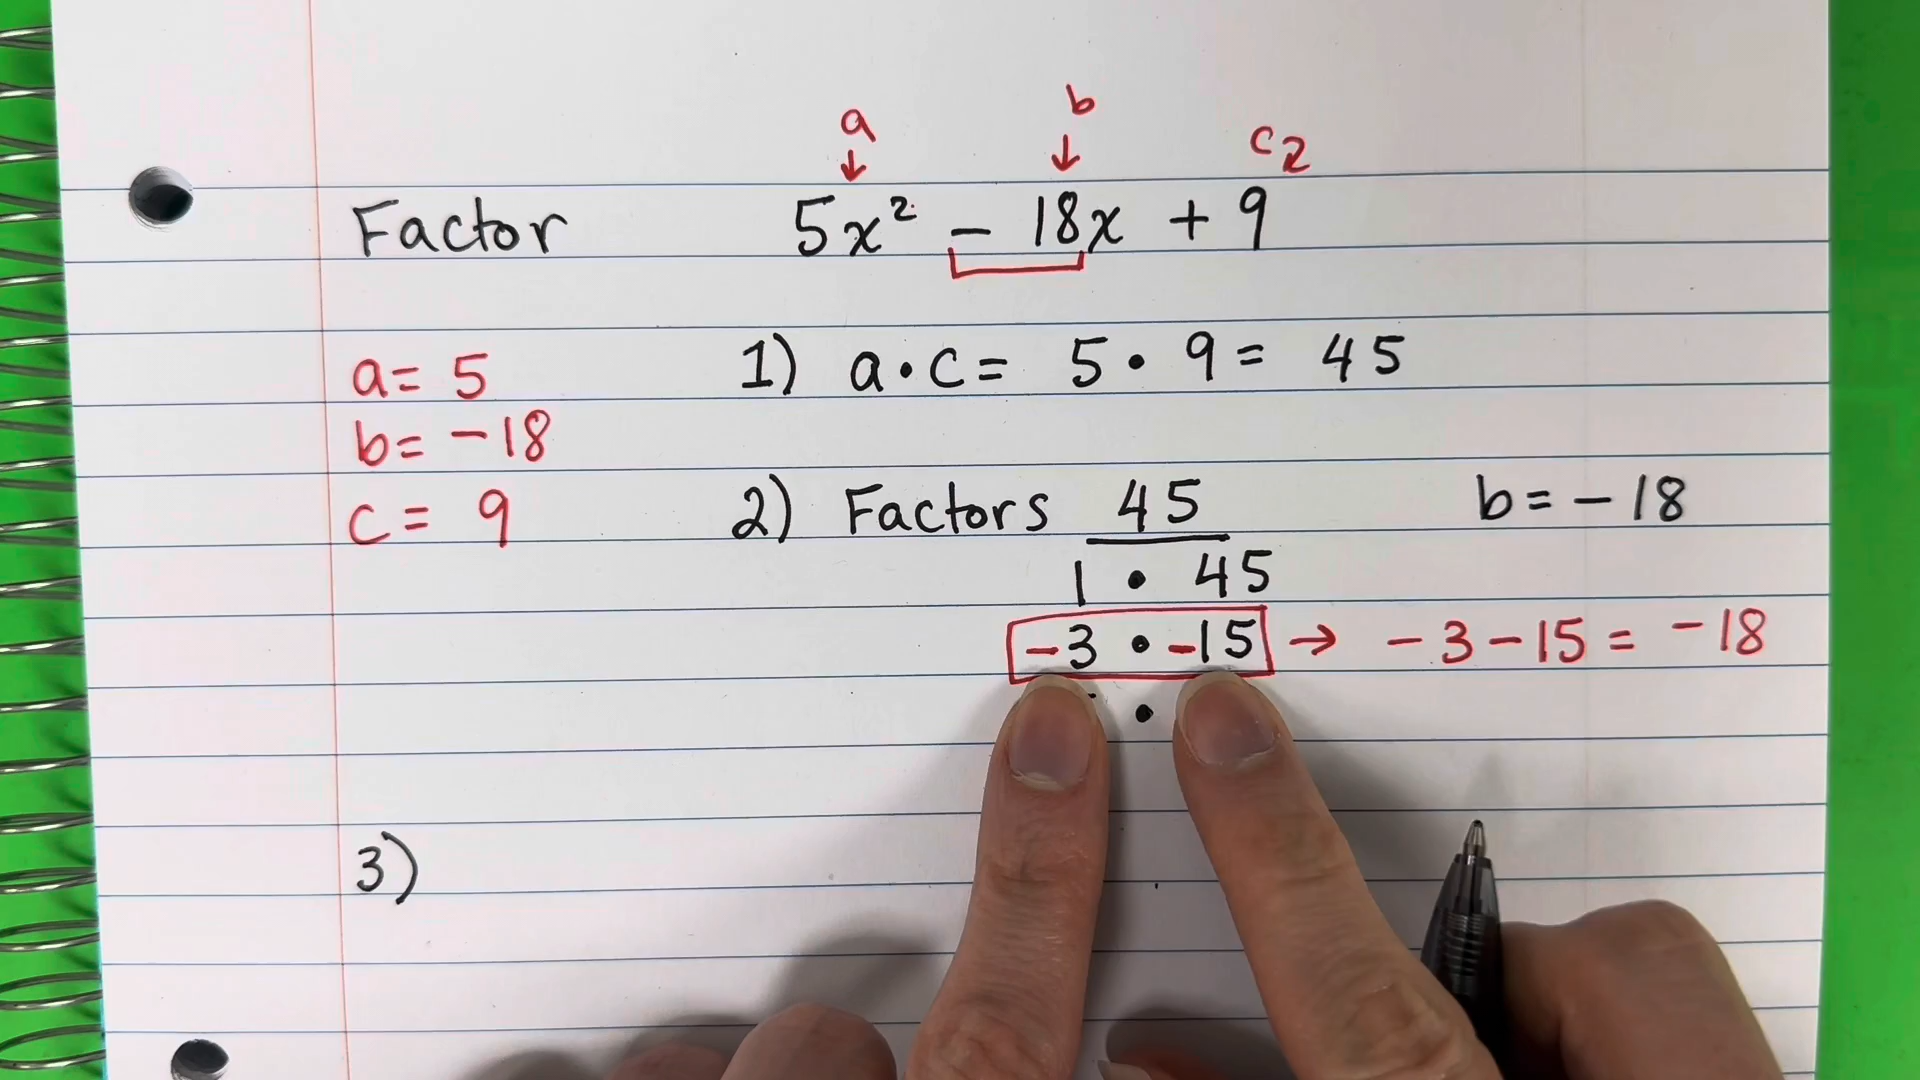 a b c
Factor 5x² - 18x + 9
a = 5
b = -18
c = 9
1) a • c = 5 • 9 = 45
2) Factors 45 b = -18
1 • 45
-3 • -15 → -3 - 15 = -18
•
3)